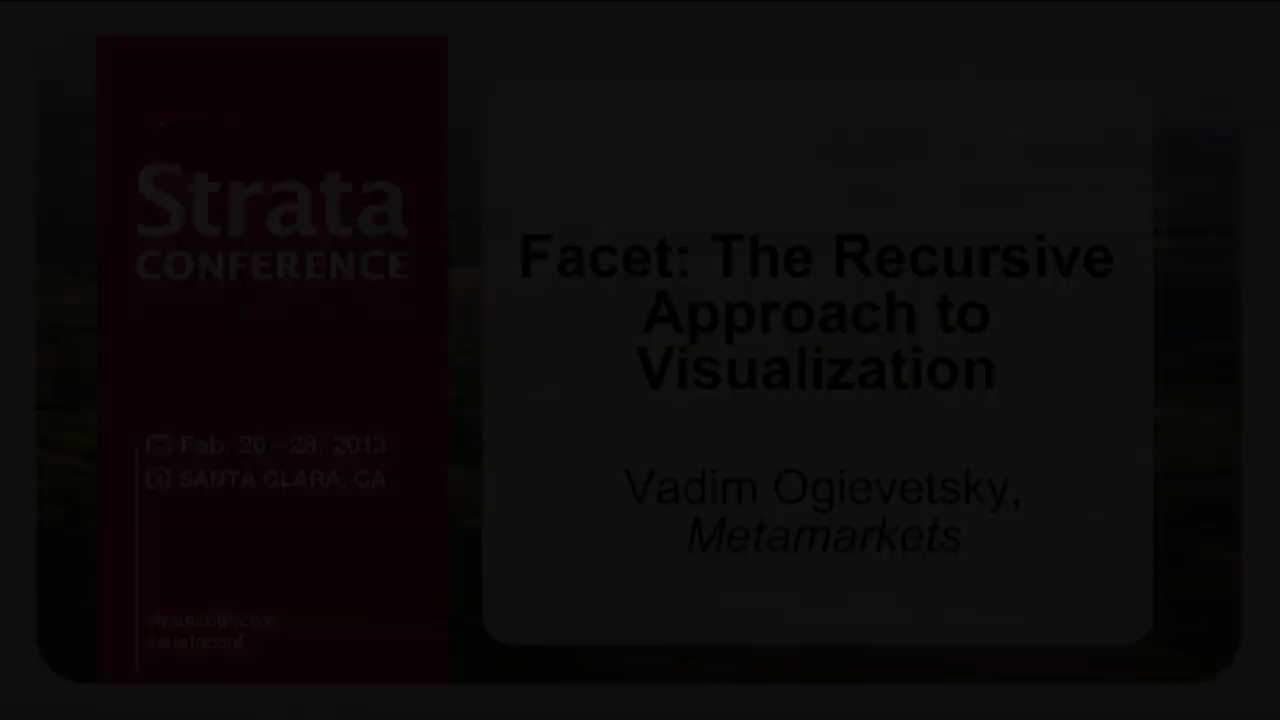 Strata
CONFERENCE
Feb. 26 - 28, 2013
SANTA CLARA, CA
Facet: The Recursive
Approach to
Visualization
Vadim Ogievetsky,
Metamarkets